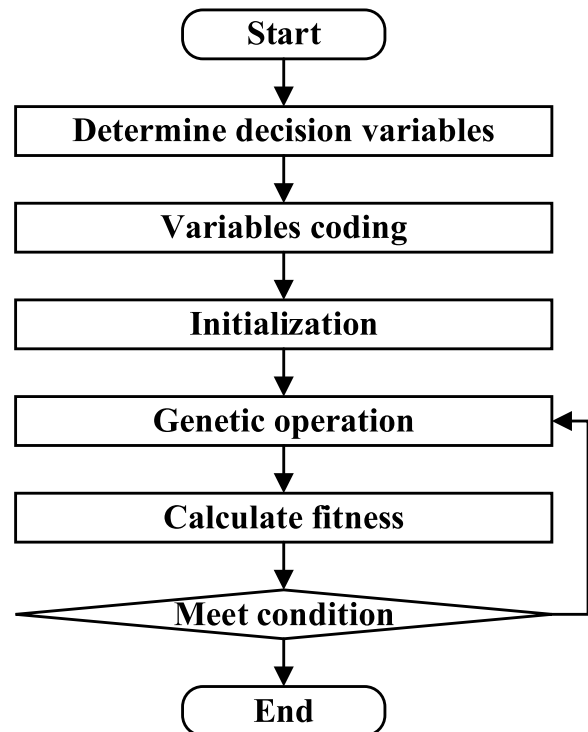 Start
Determine decision variables
Variables coding
Initialization
Genetic operation
Calculate fitness
Meet condition
End